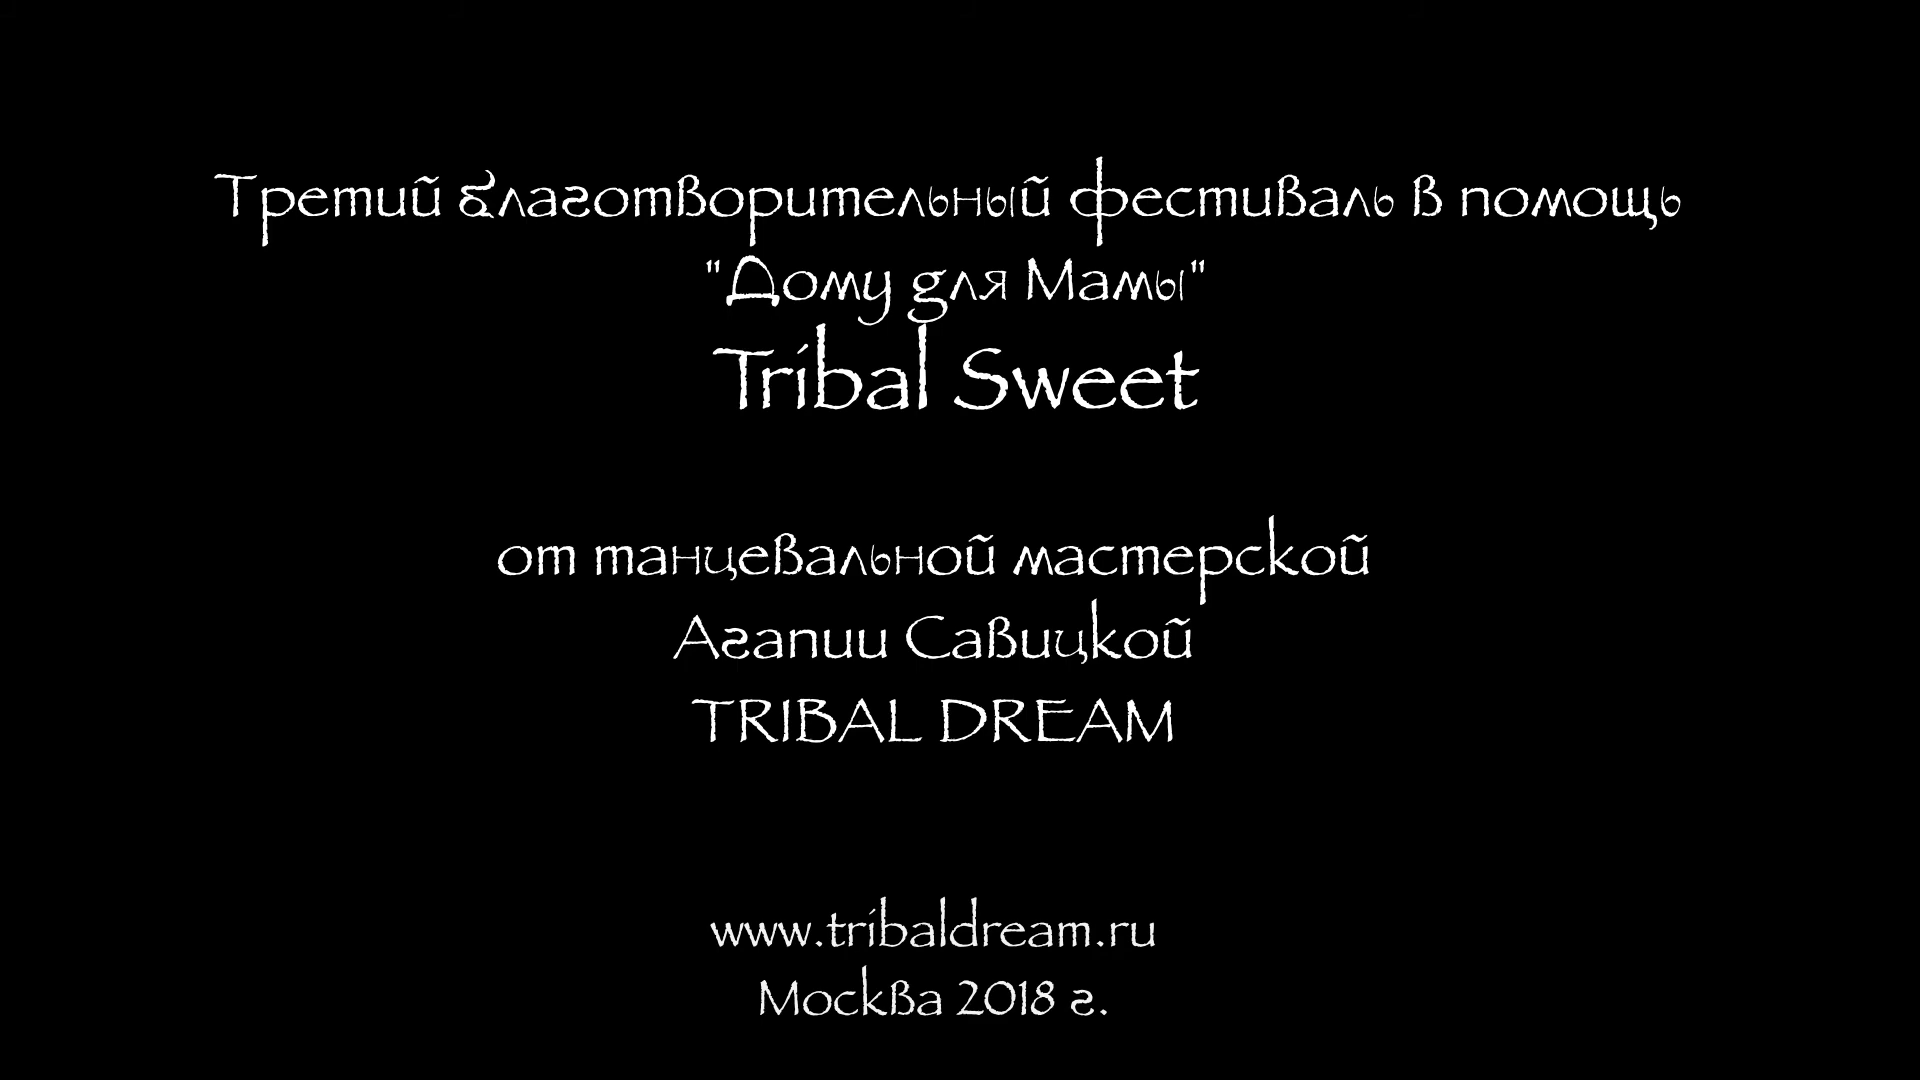 Третий благотворительный фестиваль в помощь
"Дому для Мамы"
Tribal Sweet
от танцевальной мастерской
Агапии Савицкой
TRIBAL DREAM
www.tribaldream.ru
Москва 2018 г.